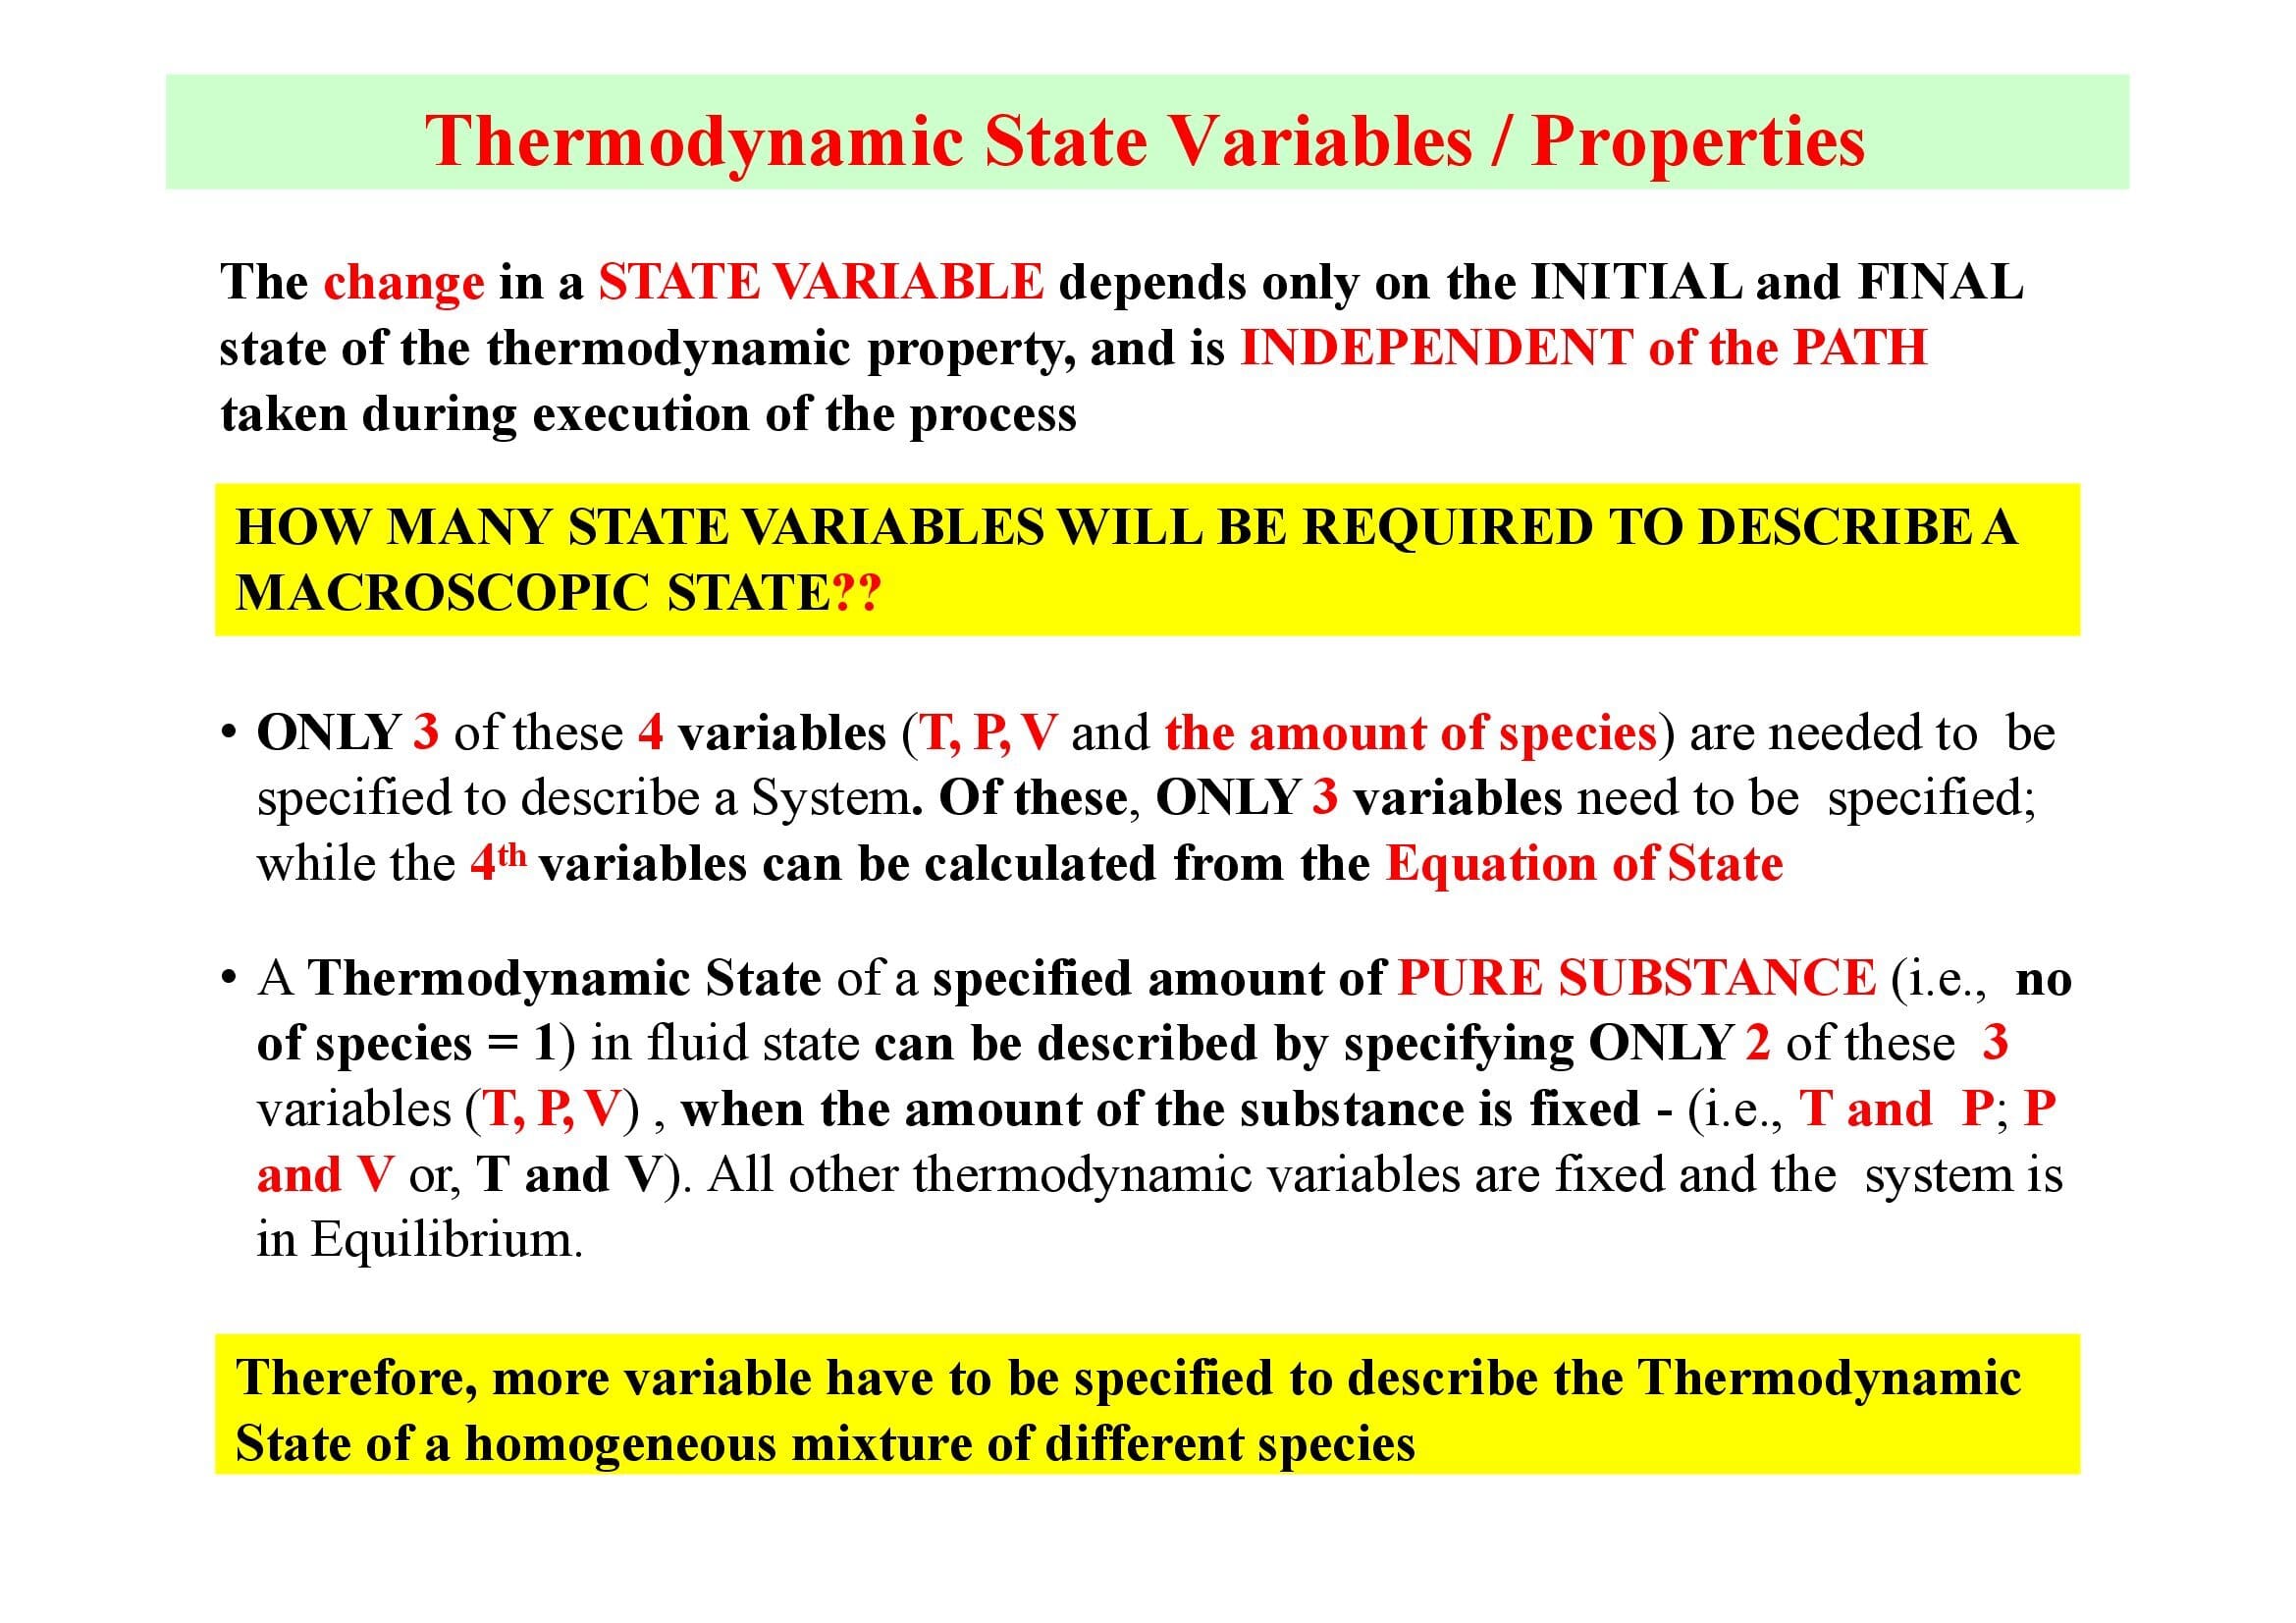 Thermodynamic State Variables / Properties
The change in a STATE VARIABLE depends only on the INITIAL and FINAL
state of the thermodynamic property, and is INDEPENDENT of the PATH
taken during execution of the process
HOW MANY STATE VARIABLES WILL BE REQUIRED TO DESCRIBE A
MACROSCOPIC STATE??
• ONLY 3 of these 4 variables (T, P, V and the amount of species) are needed to be
specified to describe a System. Of these, ONLY 3 variables need to be specified;
while the 4th variables can be calculated from the Equation of State
• A Thermodynamic State of a specified amount of PURE SUBSTANCE (i.e., no
of species = 1) in fluid state can be described by specifying ONLY 2 of these 3
variables (T, P, V) , when the amount of the substance is fixed - (i.e., T and P; P
and V or, T and V). All other thermodynamic variables are fixed and the system is
in Equilibrium.
Therefore, more variable have to be specified to describe the Thermodynamic
State of a homogeneous mixture of different species